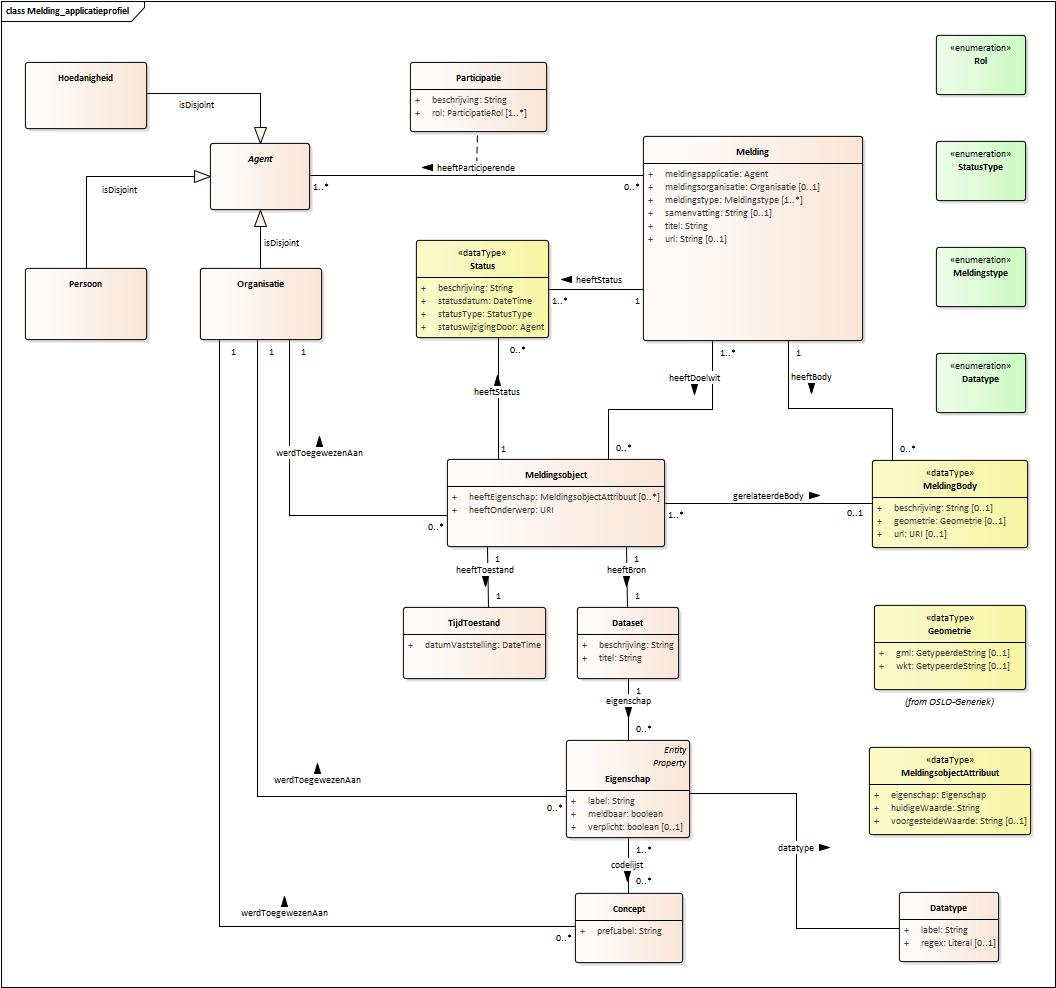 class Melding_applicatieprofiel
Hoedanigheid
isDisjoint
Agent
isDisjoint
Persoon
isDisjoint
Organisatie
1
1
1
Participatie
+ beschrijving: String
+ rol: ParticipatieRol [1..*]
heeftParticiperende
1..*
0..*
Melding
+ meldingsapplicatie: Agent
+ meldingsorganisatie: Organisatie [0..1]
+ meldingstype: Meldingstype [1..*]
+ samenvatting: String [0..1]
+ titel: String
+ url: String [0..1]
«enumeration»
Rol
«enumeration»
StatusType
«enumeration»
Meldingstype
«enumeration»
Datatype
«dataType»
Status
+ beschrijving: String
+ statusdatum: DateTime
+ statusType: StatusType
+ statuswijzigingDoor: Agent
heeftStatus
1..*
1
0..*
heeftStatus
1
1..*
heeftDoelwit
0..*
1
heeftBody
0..*
werdToegewezenAan
0..*
Meldingsobject
+ heeftEigenschap: MeldingsobjectAttribuut [0..*]
+ heeftOnderwerp: URI
gerelateerdeBody
1..*
0..1
«dataType»
MeldingBody
+ beschrijving: String [0..1]
+ geometrie: Geometrie [0..1]
+ url: URI [0..1]
1
heeftToestand
1
1
heeftBron
1
TijdToestand
+ datumVaststelling: DateTime
Dataset
+ beschrijving: String
+ titel: String
«dataType»
Geometrie
+ gml: GetypeerdeString [0..1]
+ wkt: GetypeerdeString [0..1]
(from OSLO-Generiek)
1
eigenschap
0..*
werdToegewezenAan
0..*
Entity
Property
Eigenschap
+ label: String
+ meldbaar: boolean
+ verplicht: boolean [0..1]
«dataType»
MeldingsobjectAttribuut
+ eigenschap: Eigenschap
+ huidigeWaarde: String
+ voorgesteldeWaarde: String [0..1]
datatype
1..*
codelijst
0..*
werdToegewezenAan
0..*
Concept
+ prefLabel: String
Datatype
+ label: String
+ regex: Literal [0..1]